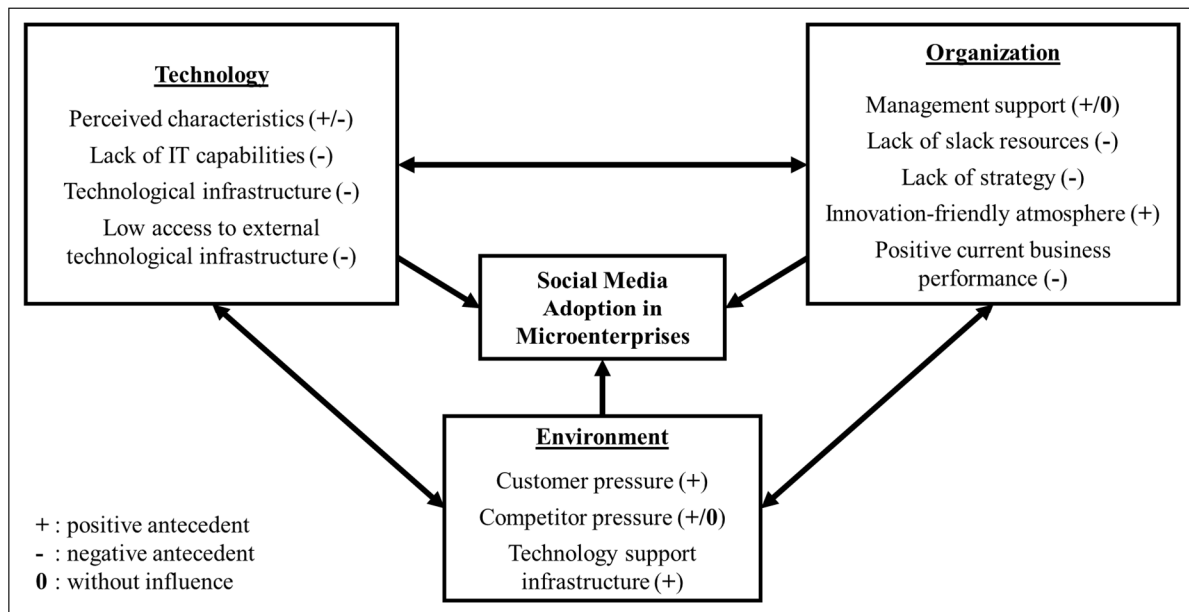 Technology
Perceived characteristics (+/-)
Lack of IT capabilities (-)
Technological infrastructure (-)
Low access to external
technological infrastructure (-)
Organization
Management support (+/0)
Lack of slack resources (-)
Lack of strategy (-)
Innovation-friendly atmosphere (+)
Positive current business
performance (-)
Social Media
Adoption in
Microenterprises
Environment
Customer pressure (+)
Competitor pressure (+/0)
Technology support
infrastructure (+)
+ : positive antecedent
- : negative antecedent
0 : without influence